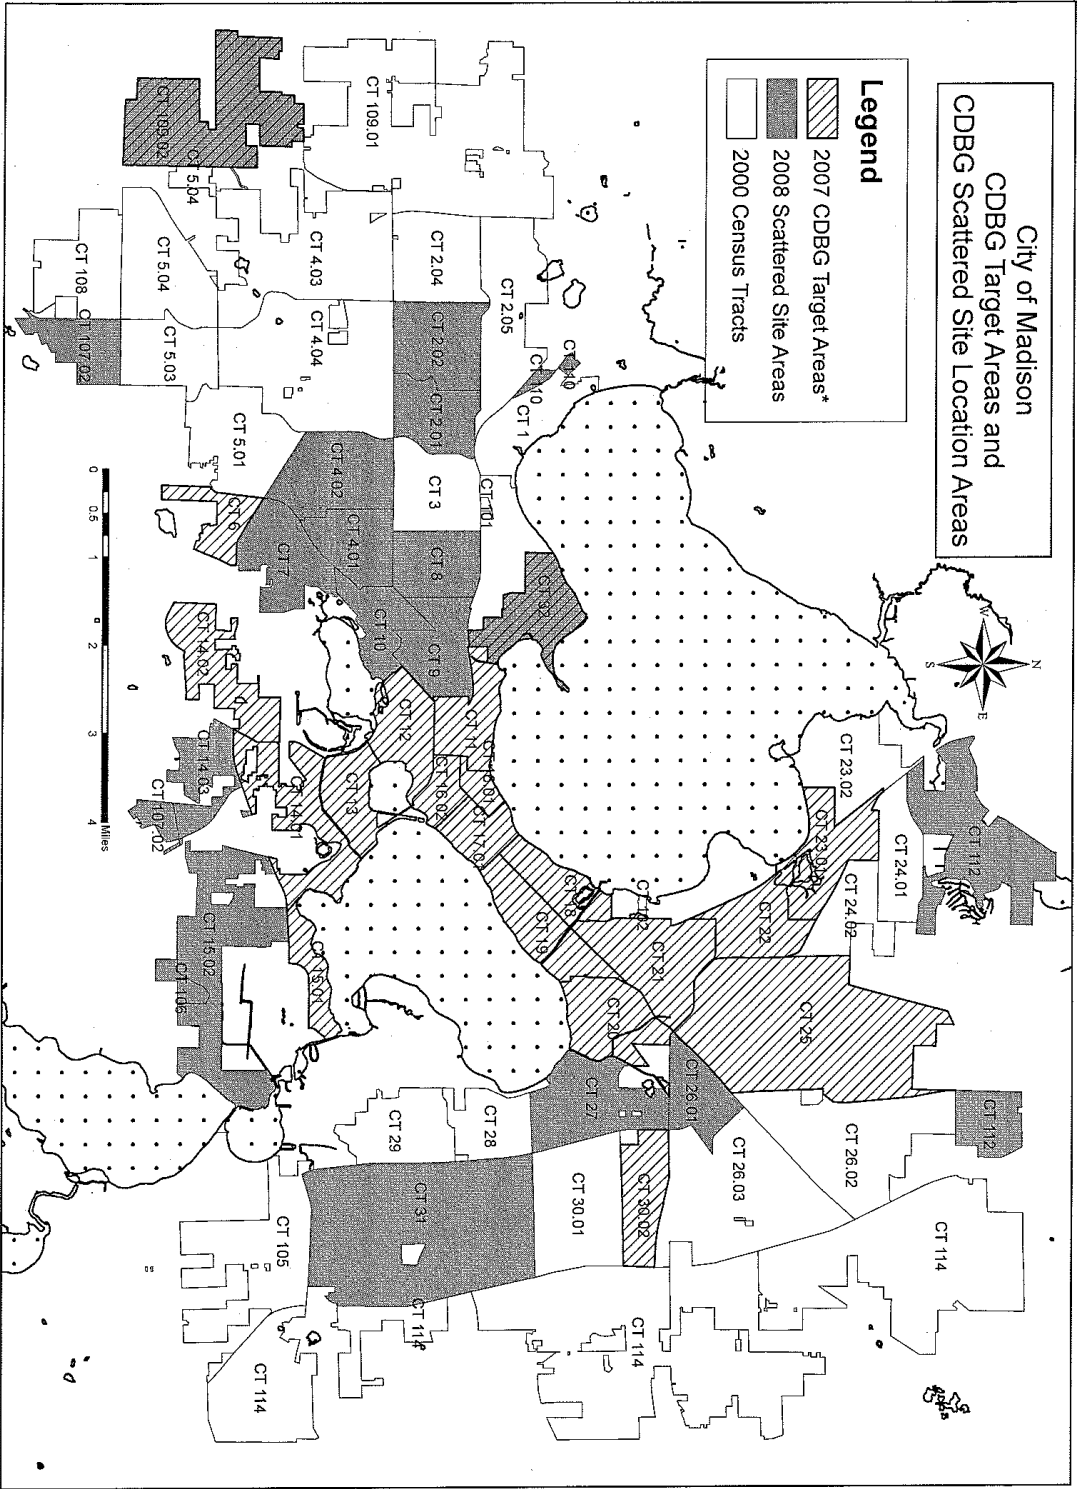 City of Madison
CDBG Target Areas and
CDBG Scattered Site Location Areas
Legend
2007 CDBG Target Areas*
2008 Scattered Site Areas
2000 Census Tracts
N
W
E
S
CT 112
CT 112
CT 114
CT 24.01
CT 23.02
CT 24.02
CT 26.02
CT 23.01
CT 25
CT 22
CT 26.03
CT 26.01
CT 21
CT 102
CT 30.02
CT 114
CT 20
CT 27
CT 30.01
CT 18
CT 19
CT 110
CT 110
CT 1
CT 32
CT 2.05
CT 101
CT 16.01
CT 17.01
CT 28
CT 11
CT 16.02
CT 2.04
CT 2.02
CT 2.01
CT 3
CT 8
CT 9
CT 12
CT 31
CT 114
CT 29
CT 109.01
CT 10
CT 13
CT 4.01
CT 4.02
CT 4.03
CT 4.04
CT 15.01
CT 14.01
CT 7
CT 105
CT 114
CT 6
CT 5.01
CT 14.02
CT 14.03
CT 15.02
CT 5.04
CT 109.02
CT 5.04
CT 5.03
CT 107.02
CT 106
CT 108
CT 107.02
0 0.5 1 2 3 4
Miles